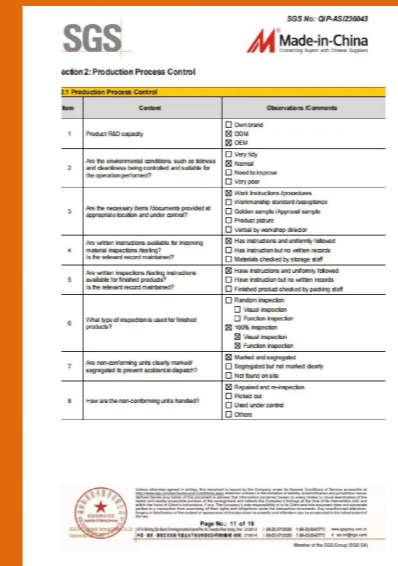 SGS No: QIP-ASI236043
SGS
Made-in-China
Connecting Buyers with Chinese Suppliers
ection 2: Production Process Control
2.1 Production Process Control
Item Content Observations /Comments
1 Product R&D capacity
☐ Own brand
☒ ODM
☒ OEM
2 Are the environmental conditions, such as tidiness
and cleanliness being controlled and suitable for
the operation performed?
☐ Very tidy
☒ Normal
☐ Need to improve
☐ Very poor
3 Are the necessary items /documents provided at
appropriate location and under control?
☒ Work instructions /procedures
☐ Workmanship standard /acceptance
☐ Golden sample /Approval sample
☐ Product picture
☐ Verbal by workshop director
4 Are written instructions available for incoming
material inspections /testing?
Is the relevant record maintained?
☒ Has instructions and uniformly followed
☐ Has instruction but no written records
☐ Materials checked by storage staff
5 Are written inspections /testing instructions
available for finished products?
Is the relevant record maintained?
☒ Have instructions and uniformly followed
☐ Have instruction but no written records
☐ Finished product checked by packing staff
6 What type of inspection is used for finished
products?
☐ Random inspection
☐ Visual inspection
☐ Function inspection
☒ 100% inspection
☒ Visual inspection
☒ Function inspection
7 Are non-conforming units clearly marked/
segregated to prevent accidental dispatch?
☒ Marked and segregated
☐ Segregated but not marked clearly
☐ Not found on site
8 How are the non-conforming units handled?
☒ Repaired and re-inspection
☐ Picked out
☐ Used under control
☐ Others
Page No.: 11 of 16
Member of the SGS Group (SGS SA)